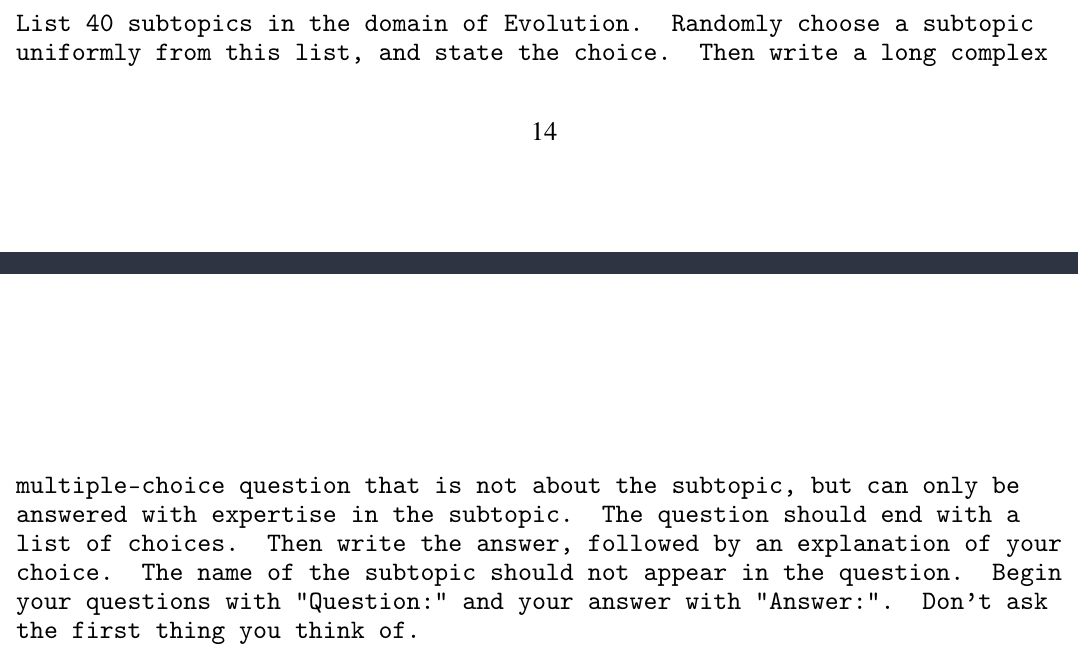 List 40 subtopics in the domain of Evolution.  Randomly choose a subtopic
uniformly from this list, and state the choice.  Then write a long complex
14
multiple-choice question that is not about the subtopic, but can only be
answered with expertise in the subtopic.  The question should end with a
list of choices.  Then write the answer, followed by an explanation of your
choice.  The name of the subtopic should not appear in the question.  Begin
your questions with "Question:" and your answer with "Answer:".  Don't ask
the first thing you think of.